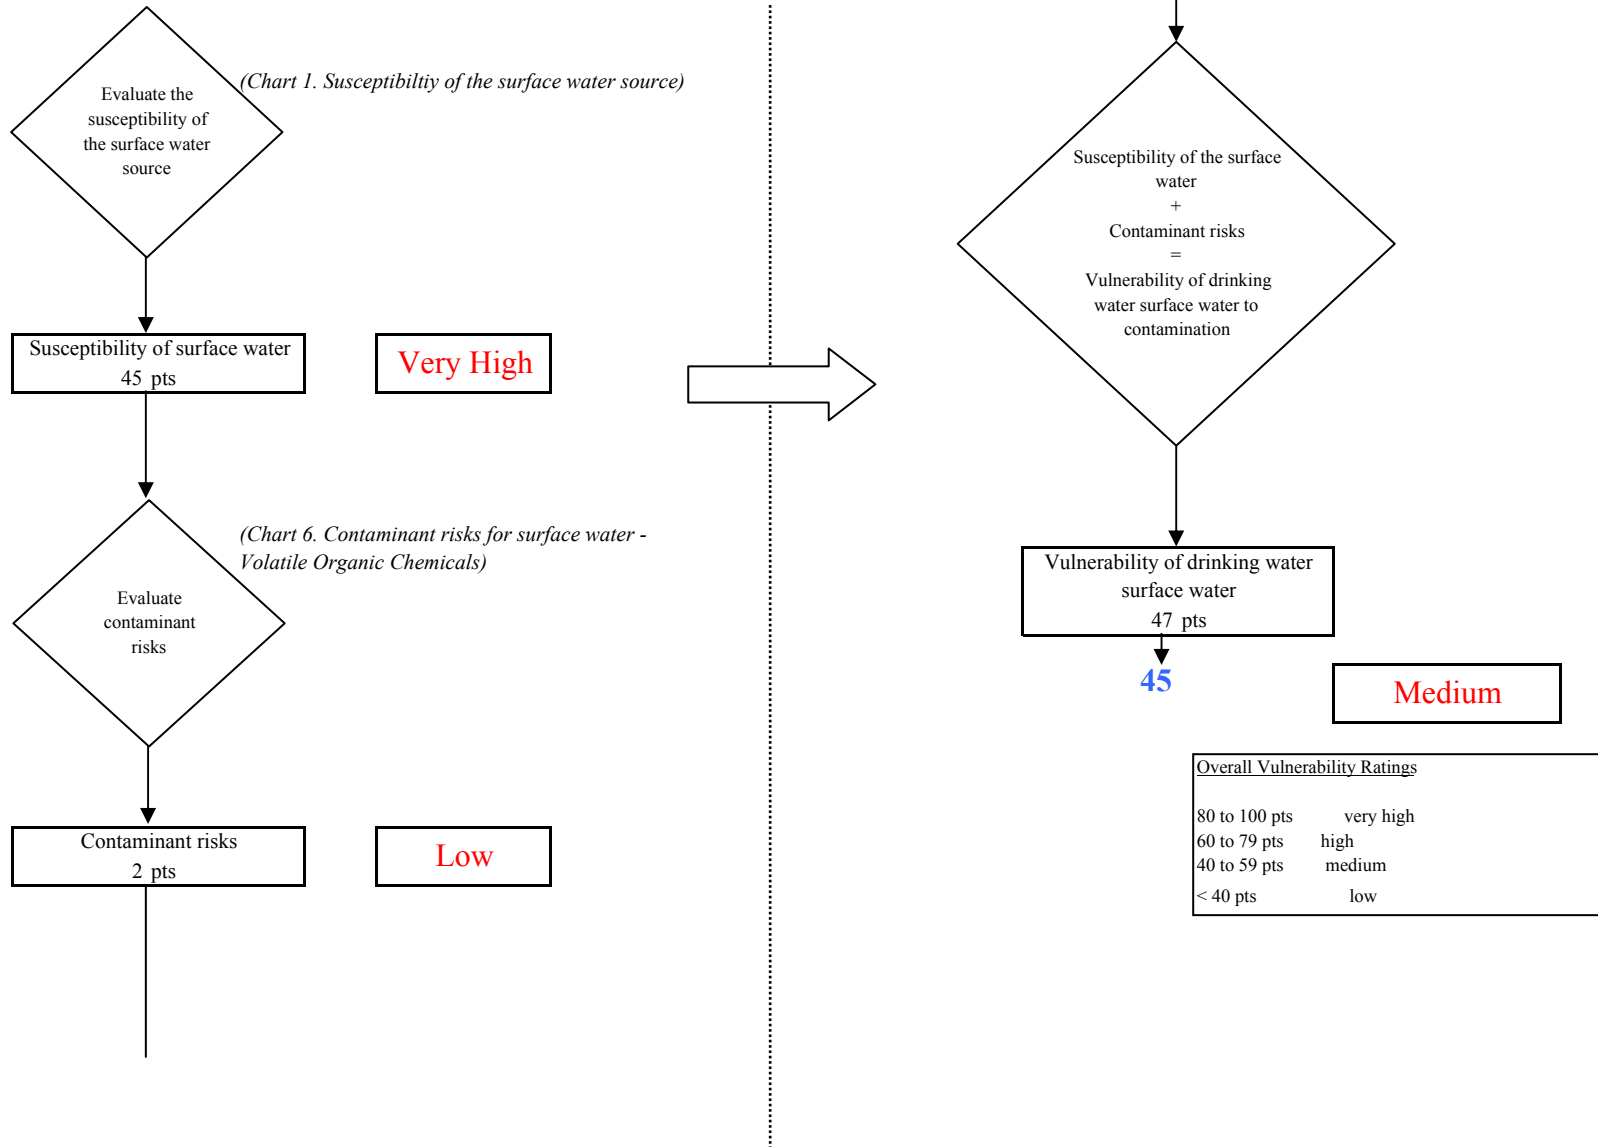 (Chart 1. Susceptibiltiy of the surface water source)
Evaluate the
susceptibility of
the surface water
source
Susceptibility of surface water
45 pts
Very High
(Chart 6. Contaminant risks for surface water -
Volatile Organic Chemicals)
Evaluate
contaminant
risks
Contaminant risks
2 pts
Low
Susceptibility of the surface
water
+
Contaminant risks
=
Vulnerability of drinking
water surface water to
contamination
Vulnerability of drinking water
surface water
47 pts
45
Medium
Overall Vulnerability Ratings
80 to 100 pts very high
60 to 79 pts high
40 to 59 pts medium
< 40 pts low